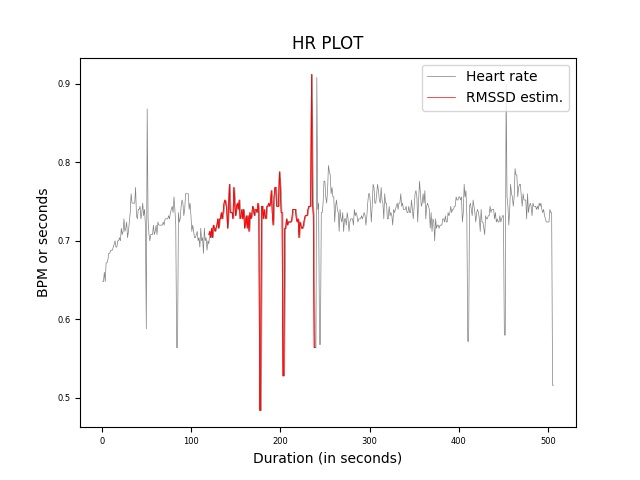 HR PLOT
Heart rate
RMSSD estim.
BPM or seconds
0.9
0.8
0.7
0.6
0.5
0
100
200
300
400
500
Duration (in seconds)